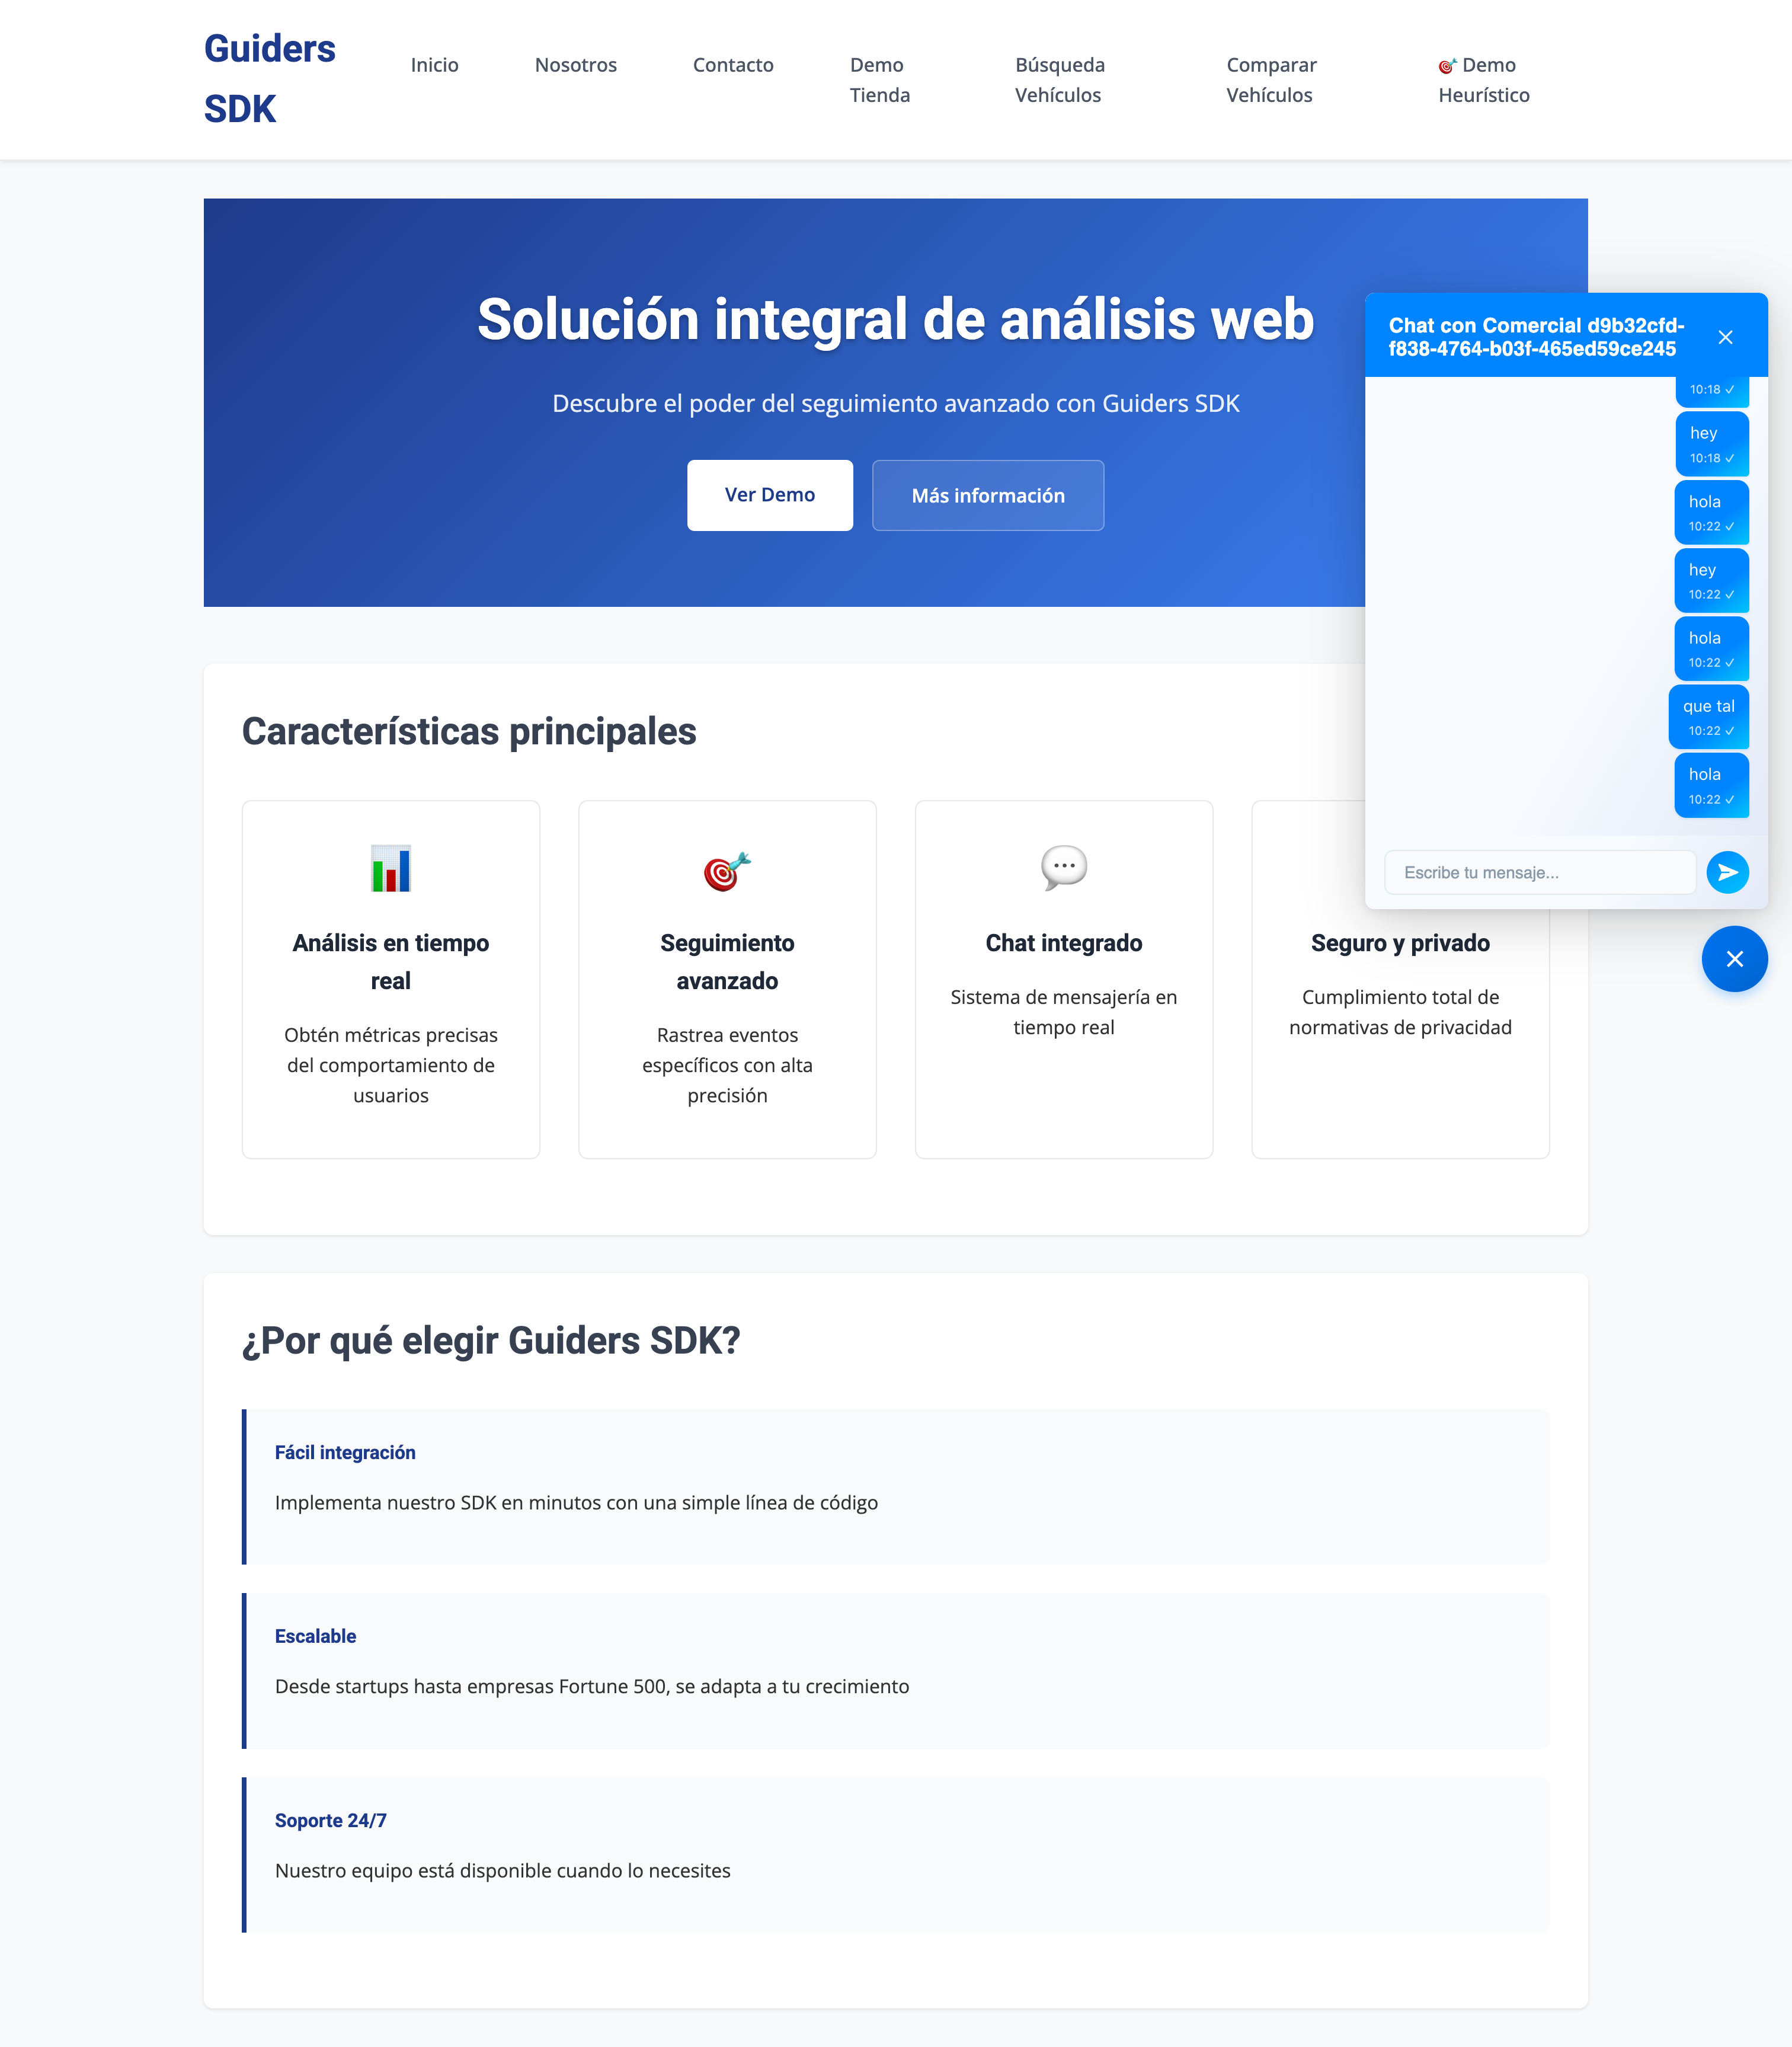 Guiders
SDK
Inicio
Nosotros
Contacto
Demo
Tienda
Búsqueda
Vehículos
Comparar
Vehículos
Demo
Heurístico
Solución integral de análisis web
Descubre el poder del seguimiento avanzado con Guiders SDK
Ver Demo
Más información
Chat con Comercial d9b32cfd-
f838-4764-b03f-465ed59ce245
10:18 ✓
hey
10:18 ✓
hola
10:22 ✓
hey
10:22 ✓
hola
10:22 ✓
que tal
10:22 ✓
hola
10:22 ✓
Escribe tu mensaje...
Características principales
Análisis en tiempo
real
Obtén métricas precisas
del comportamiento de
usuarios
Seguimiento
avanzado
Rastrea eventos
específicos con alta
precisión
Chat integrado
Sistema de mensajería en
tiempo real
Seguro y privado
Cumplimiento total de
normativas de privacidad
¿Por qué elegir Guiders SDK?
Fácil integración
Implementa nuestro SDK en minutos con una simple línea de código
Escalable
Desde startups hasta empresas Fortune 500, se adapta a tu crecimiento
Soporte 24/7
Nuestro equipo está disponible cuando lo necesites